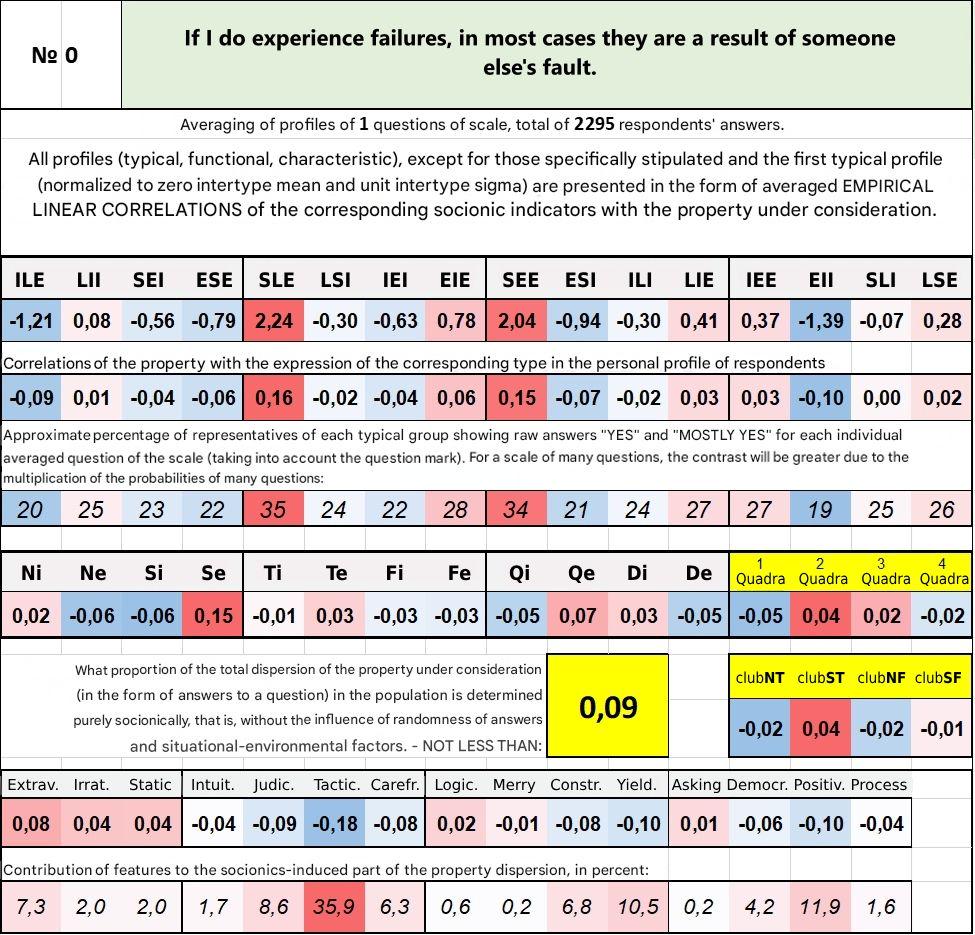 № 0
If I do experience failures, in most cases they are a result of someone
else's fault.
Averaging of profiles of 1 questions of scale, total of 2295 respondents' answers.
All profiles (typical, functional, characteristic), except for those specifically stipulated and the first typical profile
(normalized to zero intertype mean and unit intertype sigma) are presented in the form of averaged EMPIRICAL
LINEAR CORRELATIONS of the corresponding socionic indicators with the property under consideration.
ILE LII SEI ESE SLE LSI IEI EIE SEE ESI ILI LIE IEE EII SLI LSE
-1,21 0,08 -0,56 -0,79 2,24 -0,30 -0,63 0,78 2,04 -0,94 -0,30 0,41 0,37 -1,39 -0,07 0,28
Correlations of the property with the expression of the corresponding type in the personal profile of respondents
-0,09 0,01 -0,04 -0,06 0,16 -0,02 -0,04 0,06 0,15 -0,07 -0,02 0,03 0,03 -0,10 0,00 0,02
Approximate percentage of representatives of each typical group showing raw answers "YES" and "MOSTLY YES" for each individual
averaged question of the scale (taking into account the question mark). For a scale of many questions, the contrast will be greater due to the
multiplication of the probabilities of many questions:
20 25 23 22 35 24 22 28 34 21 24 27 27 19 25 26
Ni Ne Si Se Ti Te Fi Fe Qi Qe Di De 1 Quadra 2 Quadra 3 Quadra 4 Quadra
0,02 -0,06 -0,06 0,15 -0,01 0,03 -0,03 -0,03 -0,05 0,07 0,03 -0,05 -0,05 0,04 0,02 -0,02
What proportion of the total dispersion of the property under consideration
(in the form of answers to a question) in the population is determined
purely socionically, that is, without the influence of randomness of answers
and situational-environmental factors. - NOT LESS THAN:
0,09
clubNT clubST clubNF clubSF
-0,02 0,04 -0,02 -0,01
Extrav. Irrat. Static Intuit. Judic. Tactic. Carefr. Logic. Merry Constr. Yield. Asking Democr. Positiv. Process
0,08 0,04 0,04 -0,04 -0,09 -0,18 -0,08 0,02 -0,01 -0,08 -0,10 0,01 -0,06 -0,10 -0,04
Contribution of features to the socionics-induced part of the property dispersion, in percent:
7,3 2,0 2,0 1,7 8,6 35,9 6,3 0,6 0,2 6,8 10,5 0,2 4,2 11,9 1,6